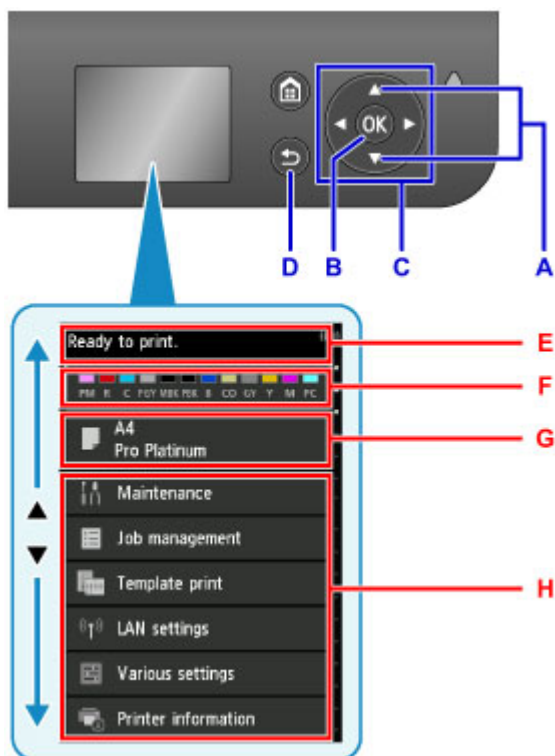 OK
A
D
B
C
Ready to print.
E
PM R C FGY MBK PBK B CO GY Y M PC
F
A4
Pro Platinum
G
Maintenance
Job management
Template print
H
LAN settings
Various settings
Printer information